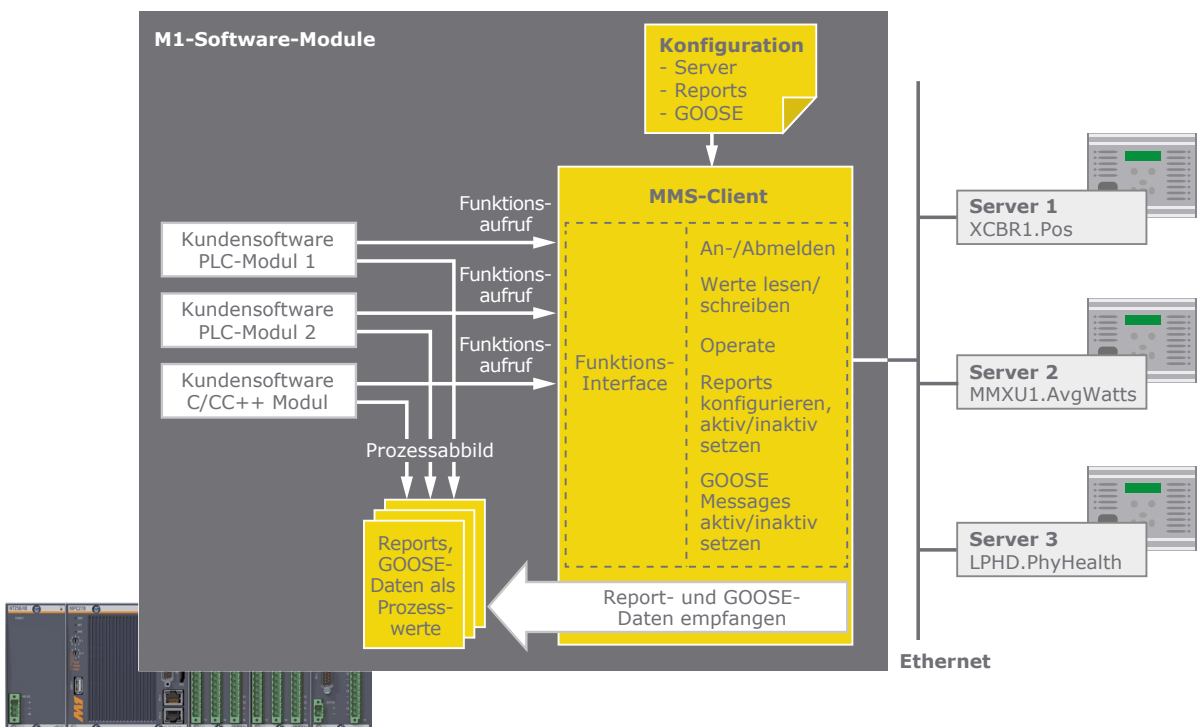 M1-Software-Module
Konfiguration
- Server
- Reports
- GOOSE
MMS-Client
Funktions-
aufruf
Kundensoftware
PLC-Modul 1
Funktions-
aufruf
Kundensoftware
PLC-Modul 2
Funktions-
aufruf
Kundensoftware
C/CC++ Modul
Funktions-
Interface
An-/Abmelden
Werte lesen/
schreiben
Operate
Reports
konfigurieren,
aktiv/inaktiv
setzen
GOOSE
Messages
aktiv/inaktiv
setzen
Prozessabbild
Reports,
GOOSE-
Daten als
Prozess-
werte
Report- und GOOSE-
Daten empfangen
Server 1
XCBR1.Pos
Server 2
MMXU1.AvgWatts
Server 3
LPHD.PhyHealth
Ethernet
M1